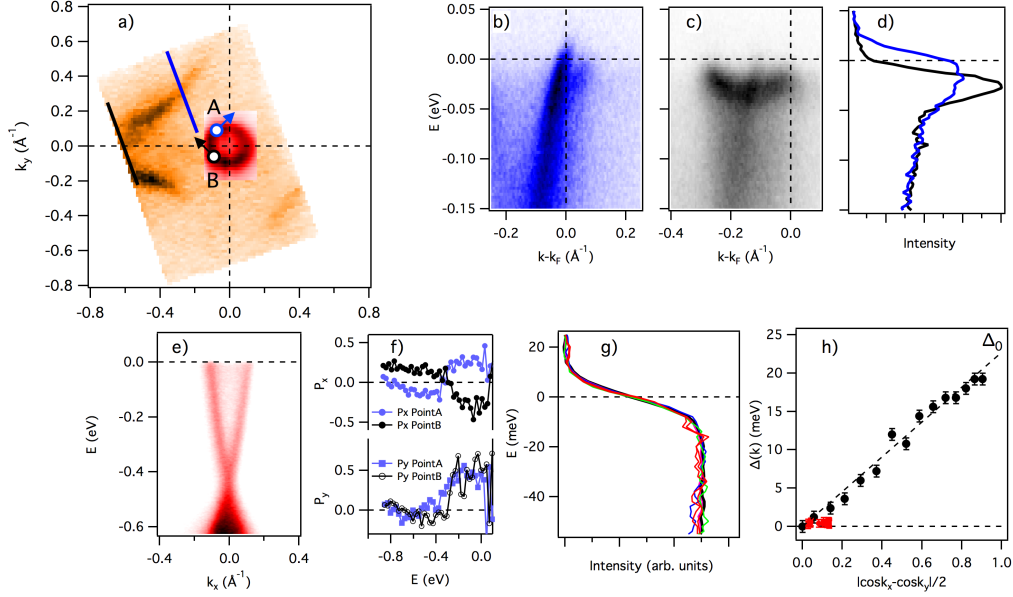 a)
0.8
0.6
0.4
0.2
0.0
-0.2
-0.4
-0.6
-0.8
k_y (Å⁻¹)
A
B
-0.8
-0.4
0.0
0.4
0.8
b)
0.05
0.00
-0.05
-0.10
-0.15
E (eV)
-0.2
0.0
0.2
k-k_F (Å⁻¹)
c)
-0.4
-0.2
0.0
k-k_F (Å⁻¹)
d)
Intensity
e)
0.0
-0.2
-0.4
-0.6
E (eV)
-0.4
0.0
0.4
k_x (Å⁻¹)
f)
0.5
0.0
-0.5
P_x
Px PointA
Px PointB
Py PointA
Py PointB
0.5
0.0
P_y
-0.8
-0.4
0.0
E (eV)
g)
20
0
-20
-40
E (meV)
Intensity (arb. units)
h)
Δ₀
25
20
15
10
5
0
Δ(k) (meV)
0.0
0.2
0.4
0.6
0.8
1.0
|cosk_x-cosk_y|/2